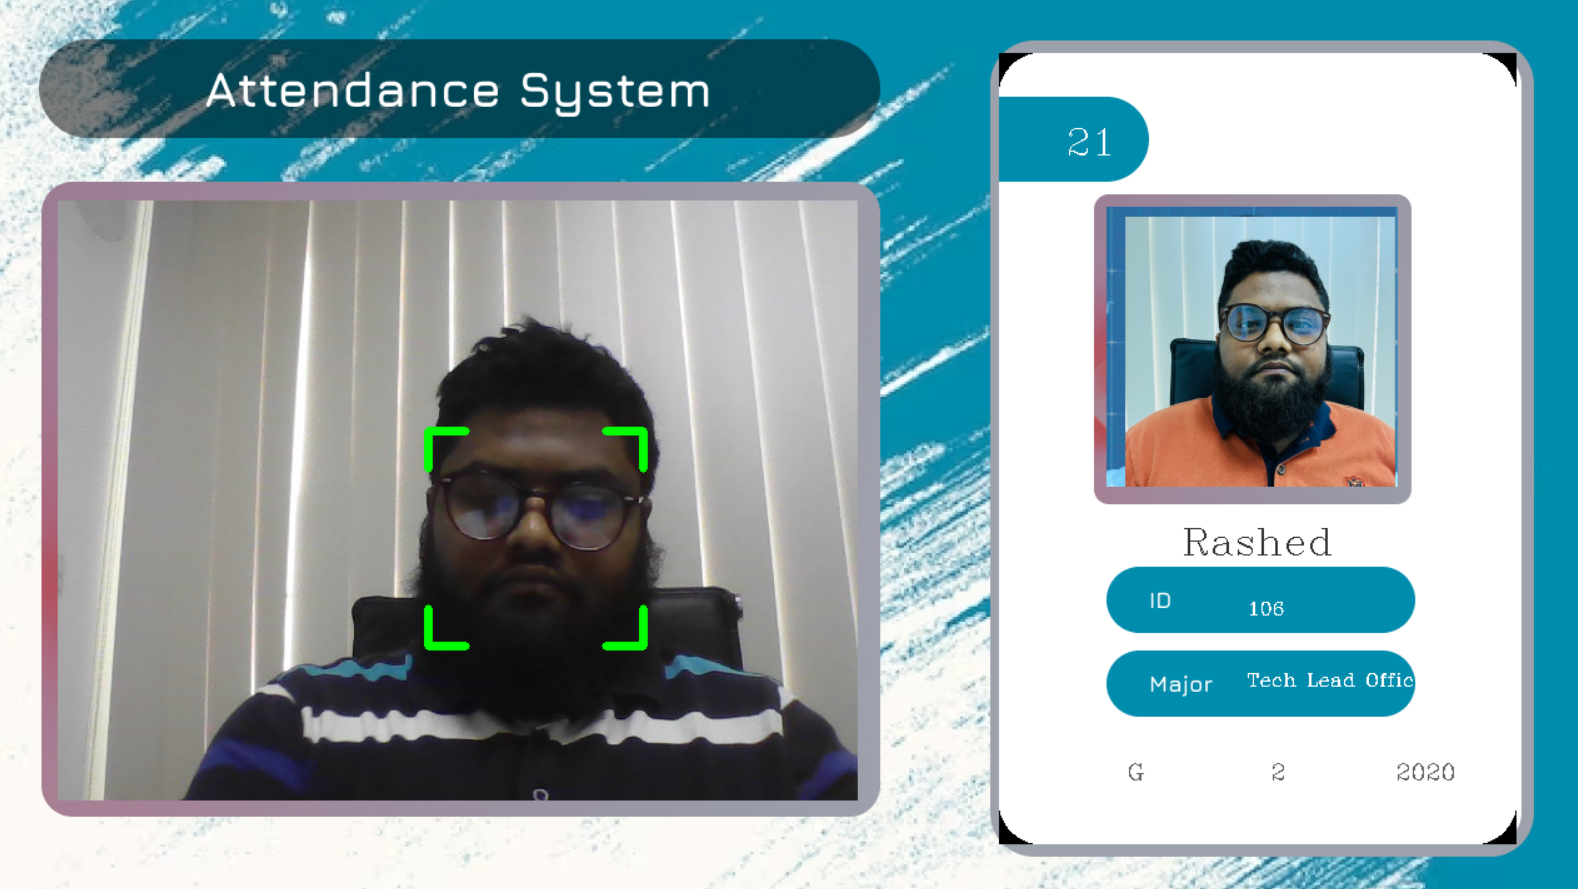 Attendance System
21
Rashed
ID 106
Major Tech Lead Offic
G 2 2020